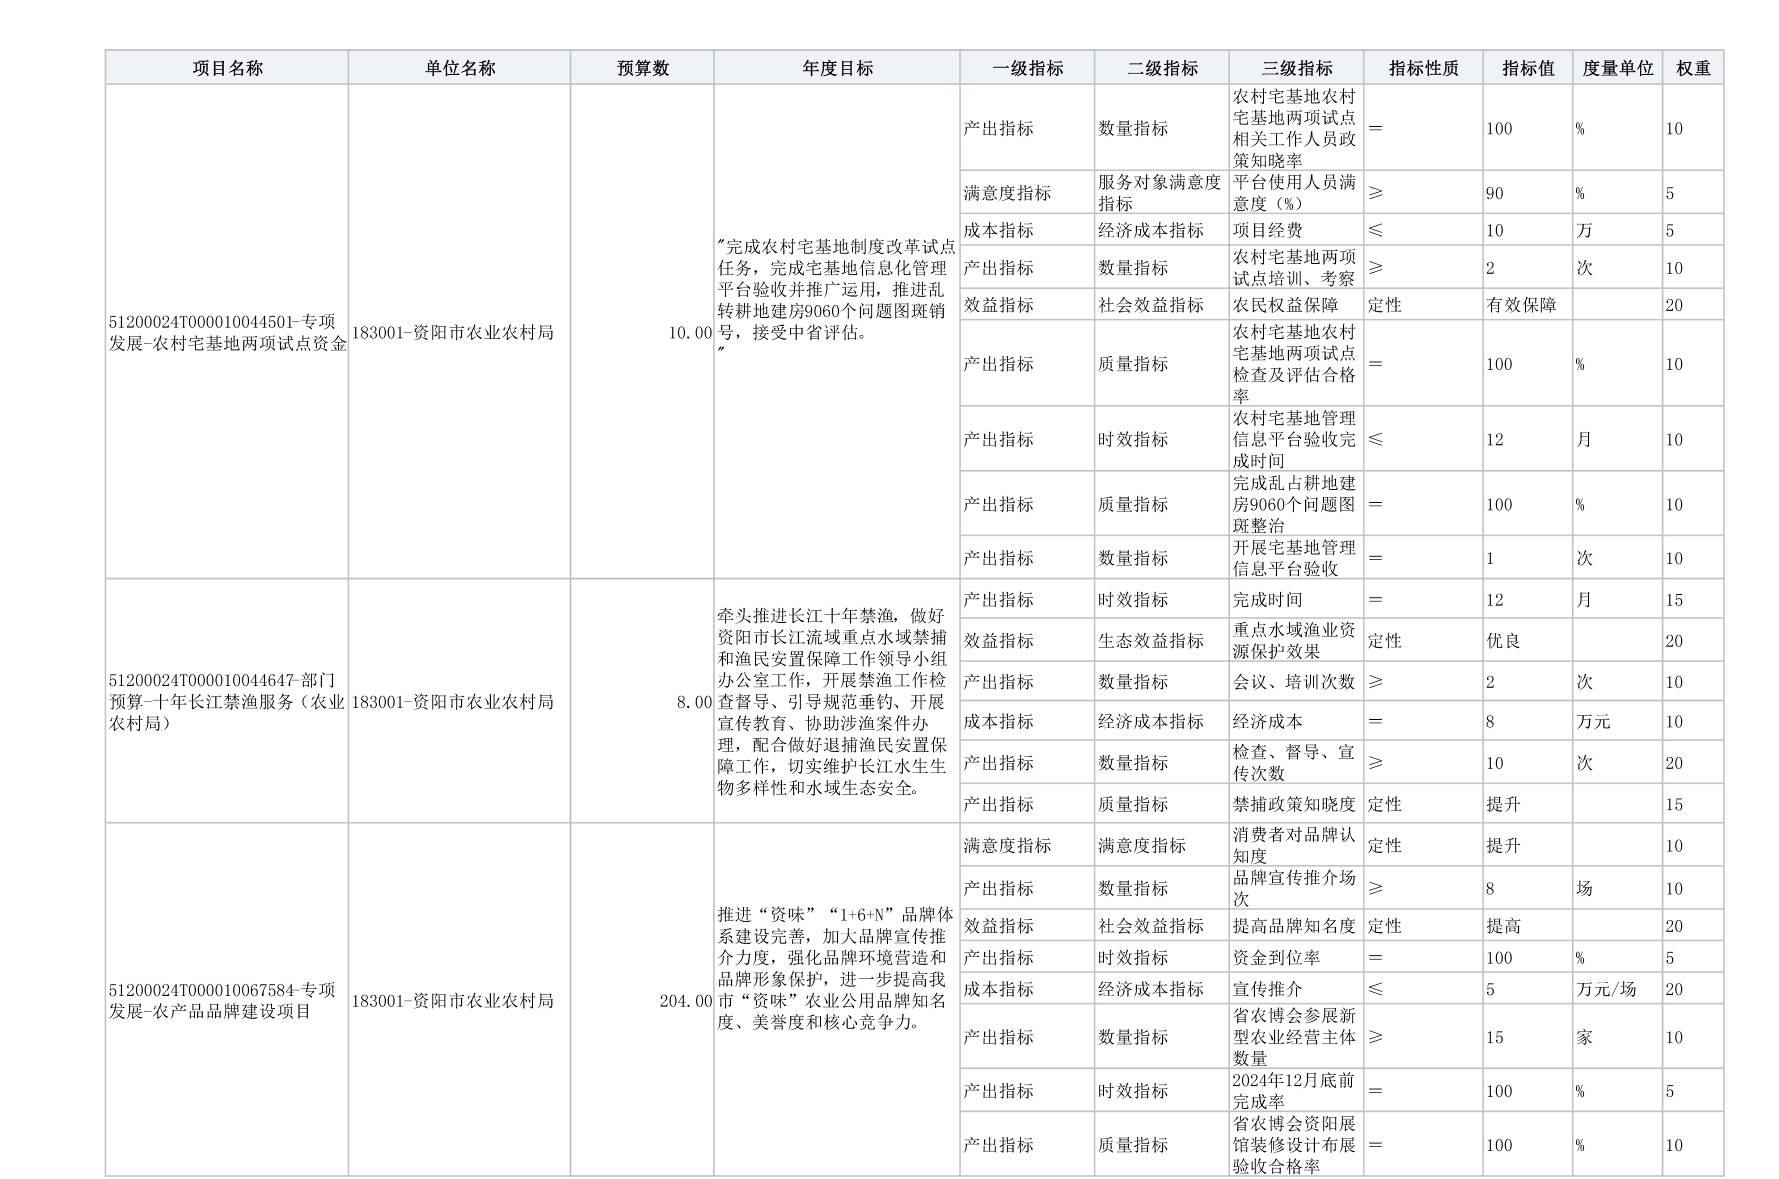 项目名称 单位名称 预算数 年度目标 一级指标 二级指标 三级指标 指标性质 指标值 度量单位 权重
51200024T000010044501-专项
发展-农村宅基地两项试点资金
183001-资阳市农业农村局
10.00
"完成农村宅基地制度改革试点
任务，完成宅基地信息化管理
平台验收并推广运用，推进乱
转耕地建房9060个问题图斑销
号，接受中省评估。
"
产出指标 数量指标
农村宅基地农村
宅基地两项试点
相关工作人员政
策知晓率
＝ 100 % 10
满意度指标
服务对象满意度
指标
平台使用人员满
意度（%）
≥ 90 % 5
成本指标 经济成本指标 项目经费 ≤ 10 万 5
产出指标 数量指标
农村宅基地两项
试点培训、考察
≥ 2 次 10
效益指标 社会效益指标 农民权益保障 定性 有效保障 20
产出指标 质量指标
农村宅基地农村
宅基地两项试点
检查及评估合格
率
＝ 100 % 10
产出指标 时效指标
农村宅基地管理
信息平台验收完
成时间
≤ 12 月 10
产出指标 质量指标
完成乱占耕地建
房9060个问题图
斑整治
＝ 100 % 10
产出指标 数量指标
开展宅基地管理
信息平台验收
＝ 1 次 10
51200024T000010044647-部门
预算-十年长江禁渔服务（农业
农村局）
183001-资阳市农业农村局
8.00
牵头推进长江十年禁渔，做好
资阳市长江流域重点水域禁捕
和渔民安置保障工作领导小组
办公室工作，开展禁渔工作检
查督导、引导规范垂钓、开展
宣传教育、协助涉渔案件办
理，配合做好退捕渔民安置保
障工作，切实维护长江水生生
物多样性和水域生态安全。
产出指标 时效指标 完成时间 ＝ 12 月 15
效益指标 生态效益指标
重点水域渔业资
源保护效果
定性 优良 20
产出指标 数量指标 会议、培训次数 ≥ 2 次 10
成本指标 经济成本指标 经济成本 ＝ 8 万元 10
产出指标 数量指标
检查、督导、宣
传次数
≥ 10 次 20
产出指标 质量指标 禁捕政策知晓度 定性 提升 15
51200024T000010067584-专项
发展-农产品品牌建设项目
183001-资阳市农业农村局
204.00
推进“资味”“1+6+N”品牌体
系建设完善，加大品牌宣传推
介力度，强化品牌环境营造和
品牌形象保护，进一步提高我
市“资味”农业公用品牌知名
度、美誉度和核心竞争力。
满意度指标 满意度指标
消费者对品牌认
知度
定性 提升 10
产出指标 数量指标
品牌宣传推介场
次
≥ 8 场 10
效益指标 社会效益指标 提高品牌知名度 定性 提高 20
产出指标 时效指标 资金到位率 ＝ 100 % 5
成本指标 经济成本指标 宣传推介 ≤ 5 万元/场 20
产出指标 数量指标
省农博会参展新
型农业经营主体
数量
≥ 15 家 10
产出指标 时效指标
2024年12月底前
完成率
＝ 100 % 5
产出指标 质量指标
省农博会资阳展
馆装修设计布展
验收合格率
＝ 100 % 10